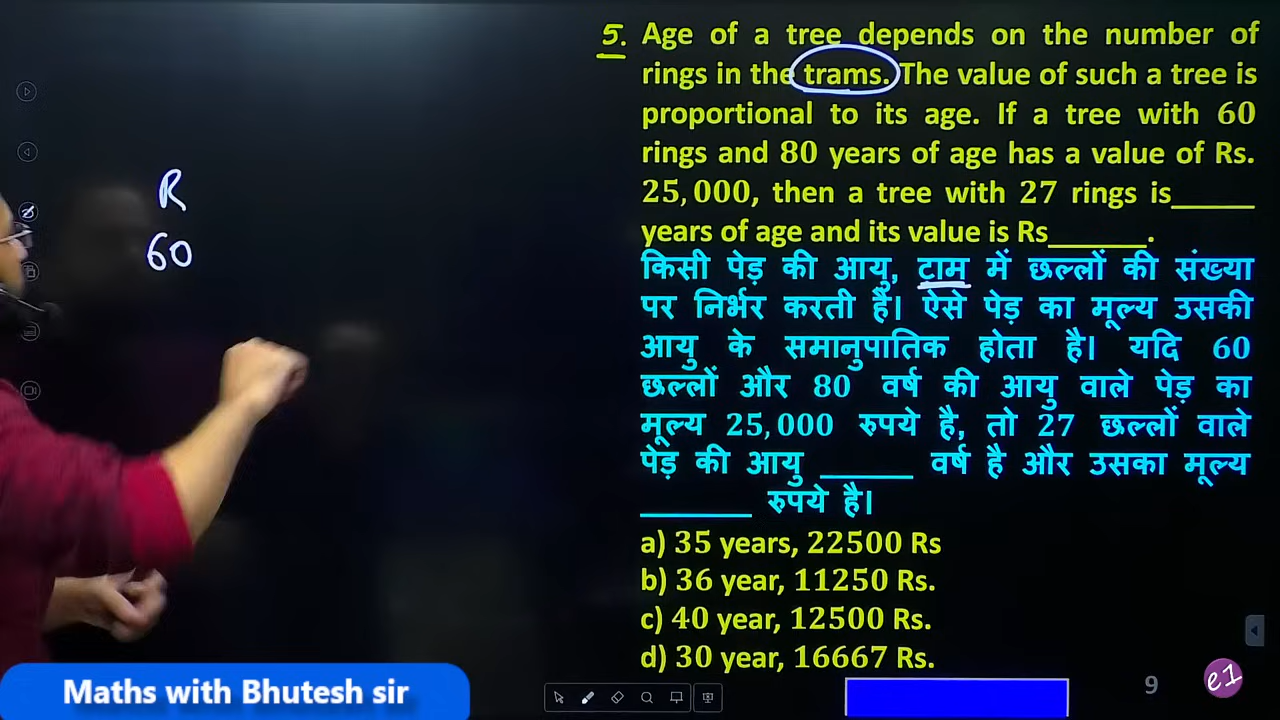 5. Age of a tree depends on the number of
rings in the trams. The value of such a tree is
proportional to its age. If a tree with 60
rings and 80 years of age has a value of Rs.
25,000, then a tree with 27 rings is_____
years of age and its value is Rs______.
किसी पेड़ की आयु, टाम में छल्लों की संख्या
पर निर्भर करती है। ऐसे पेड़ का मूल्य उसकी
आयु के समानुपातिक होता है। यदि 60
छल्लों और 80 वर्ष की आयु वाले पेड़ का
मूल्य 25,000 रुपये है, तो 27 छल्लों वाले
पेड़ की आयु _____ वर्ष है और उसका मूल्य
______ रुपये है।
a) 35 years, 22500 Rs
b) 36 year, 11250 Rs.
c) 40 year, 12500 Rs.
d) 30 year, 16667 Rs.
R
60
Maths with Bhutesh sir
9
e1